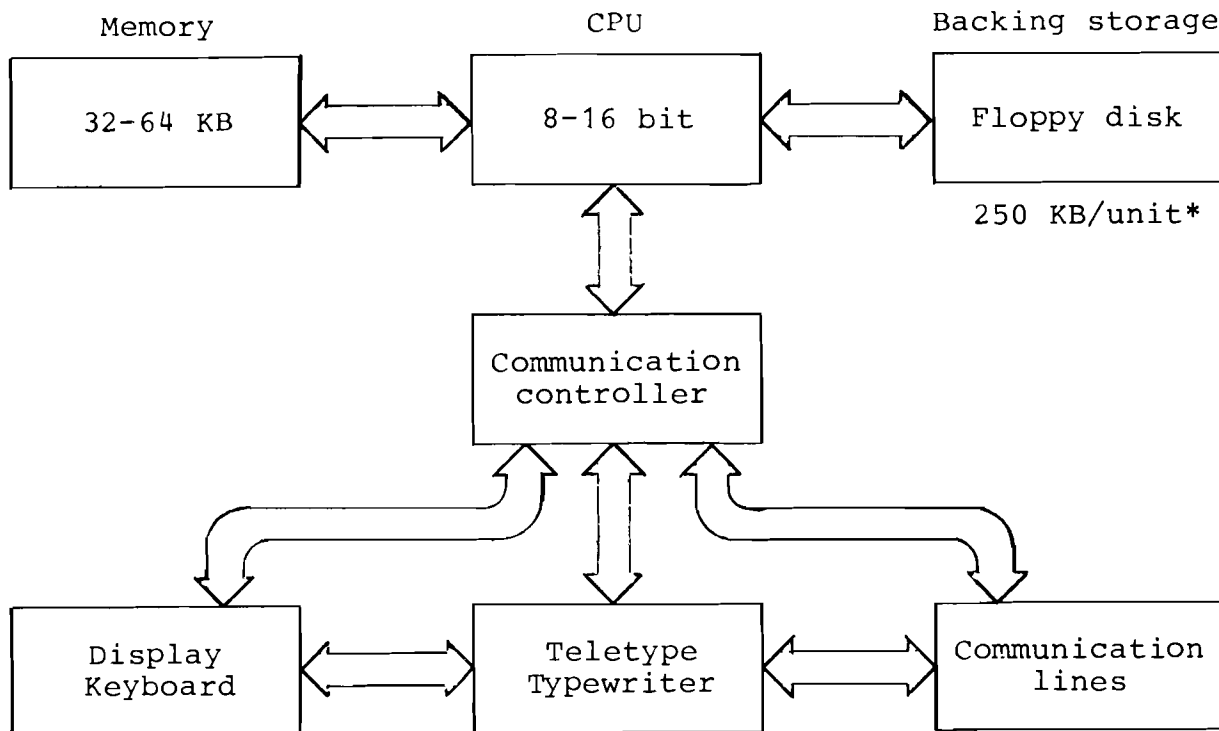 Memory
CPU
Backing storage
32-64 KB
8-16 bit
Floppy disk
250 KB/unit*
Communication
controller
Display
Keyboard
Teletype
Typewriter
Communication
lines